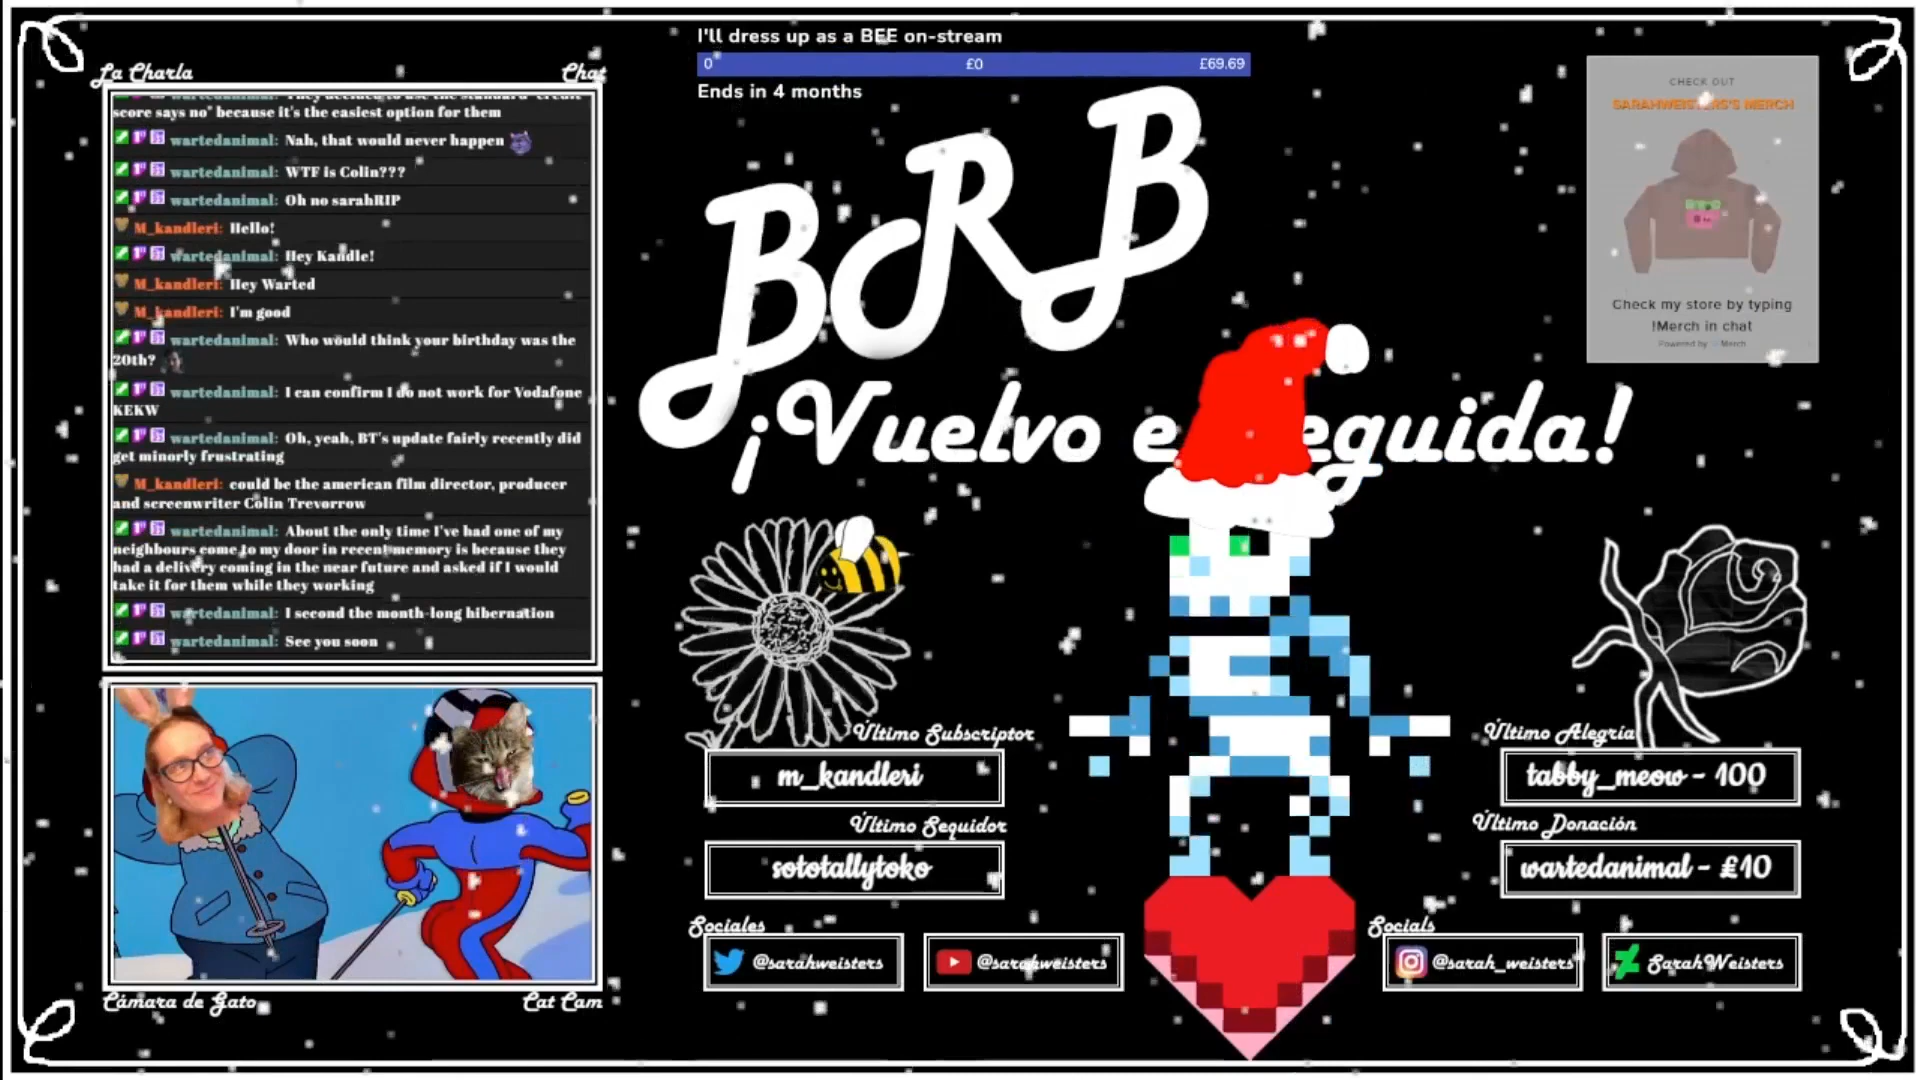 I'll dress up as a BEE on-stream
0 £0 £69.69
Ends in 4 months
La Charla Chat
score says no" because it's the easiest option for them
wartedanimal: Nah, that would never happen
wartedanimal: WTF is Colin???
wartedanimal: Oh no sarahRIP
M_kandleri: Hello!
wartedanimal: Hey Kandle!
M_kandleri: Hey Warted
M_kandleri: I'm good
wartedanimal: Who would think your birthday was the
20th?
wartedanimal: I can confirm I do not work for Vodafone
KEKW
wartedanimal: Oh, yeah, BT's update fairly recently did
get minorly frustrating
M_kandleri: could be the american film director, producer
and screenwriter Colin Trevorrow
wartedanimal: About the only time I've had one of my
neighbours come to my door in recent memory is because they
had a delivery coming in the near future and asked if I would
take it for them while they working
wartedanimal: I second the month-long hibernation
wartedanimal: See you soon
Cámara de Gato Cat Cam
BRB
¡Vuelvo e eguida!
CHECK OUT
SARAHWEISTERS'S MERCH
Check my store by typing
!Merch in chat
Powered by Merch
Último Subscriptor
m_kandleri
Último Seguidor
sototallytoko
Último Alegría
tabby_meow - 100
Último Donación
wartedanimal - £10
Sociales
@sarahweisters
@sarahweisters
Socials
@sarah_weisters
SarahWeisters